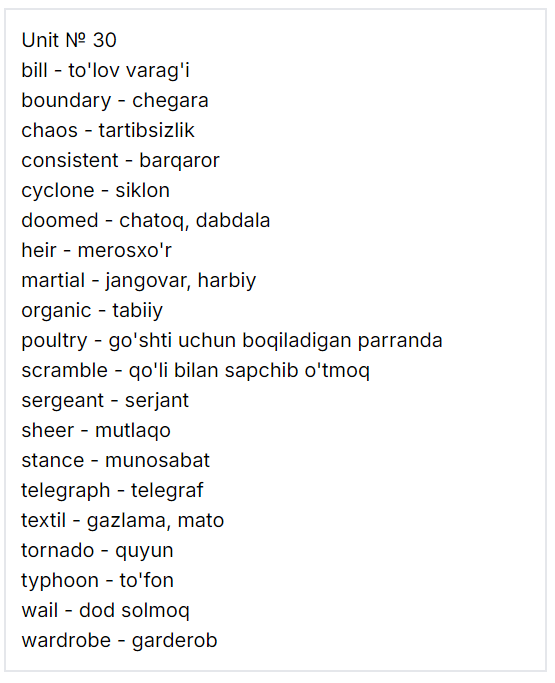 Unit № 30
bill - to'lov varag'i
boundary - chegara
chaos - tartibsizlik
consistent - barqaror
cyclone - siklon
doomed - chatoq, dabdala
heir - merosxo'r
martial - jangovar, harbiy
organic - tabiiy
poultry - go'shti uchun boqiladigan parranda
scramble - qo'li bilan sapchib o'tmoq
sergeant - serjant
sheer - mutlaqo
stance - munosabat
telegraph - telegraf
textil - gazlama, mato
tornado - quyun
typhoon - to'fon
wail - dod solmoq
wardrobe - garderob